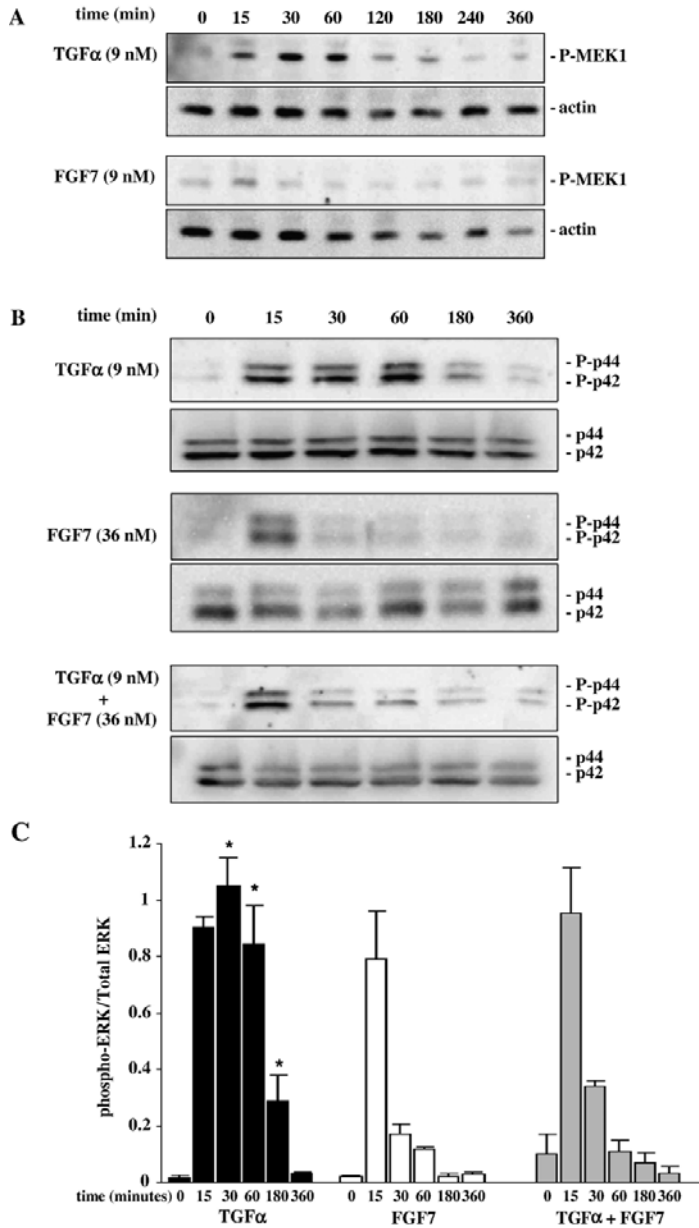 A
time (min) 0 15 30 60 120 180 240 360
TGFα (9 nM) - P-MEK1
- actin
FGF7 (9 nM) - P-MEK1
- actin
B
time (min) 0 15 30 60 180 360
TGFα (9 nM) - P-p44
- P-p42
- p44
- p42
FGF7 (36 nM) - P-p44
- P-p42
- p44
- p42
TGFα (9 nM)
+
FGF7 (36 nM)
- P-p44
- P-p42
- p44
- p42
C
phospho-ERK/Total ERK
1.2
1
0.8
0.6
0.4
0.2
0
* * *
time (minutes) 0 15 30 60 180 360 0 15 30 60 180 360 0 15 30 60 180 360
TGFα FGF7 TGFα + FGF7